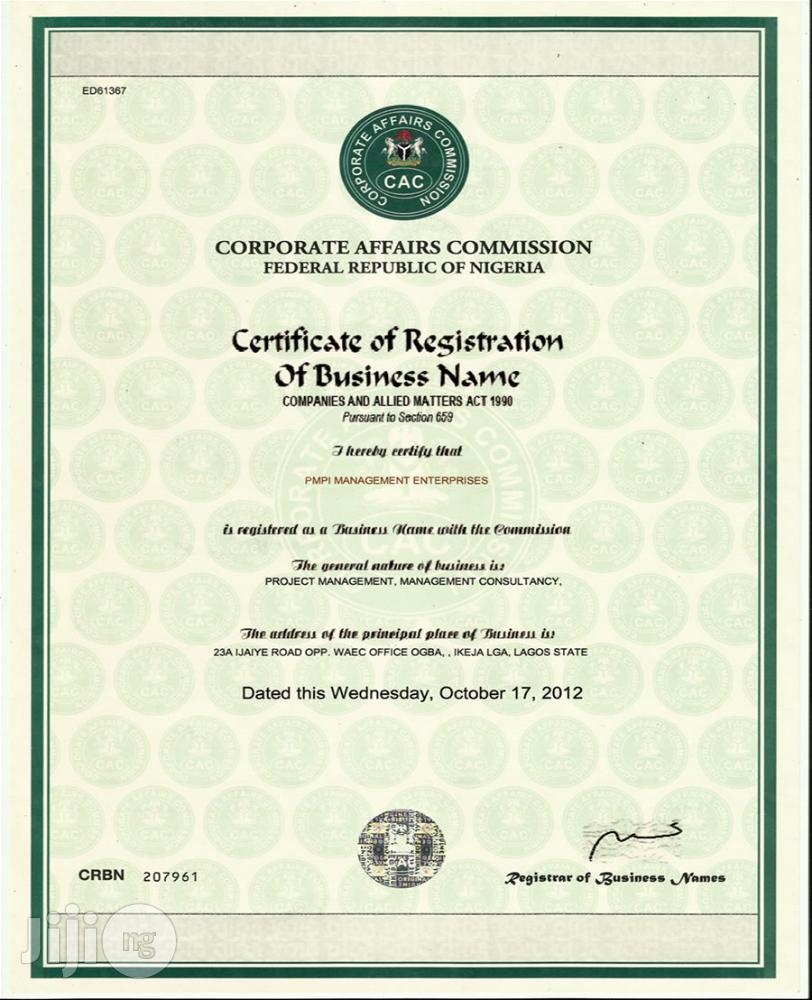 ED61367
CORPORATE AFFAIRS COMMISSION
CAC
CORPORATE AFFAIRS COMMISSION
FEDERAL REPUBLIC OF NIGERIA
Certificate of Registration
Of Business Name
COMPANIES AND ALLIED MATTERS ACT 1990
Pursuant to Section 659
I hereby certify that
PMPI MANAGEMENT ENTERPRISES
is registered as a Business Name with the Commission
The general nature of business is:
PROJECT MANAGEMENT, MANAGEMENT CONSULTANCY,
The address of the principal place of Business is:
23A IJAIYE ROAD OPP. WAEC OFFICE OGBA, , IKEJA LGA, LAGOS STATE
Dated this Wednesday, October 17, 2012
CAC
CRBN 207961
Registrar of Business Names
Jiji ng